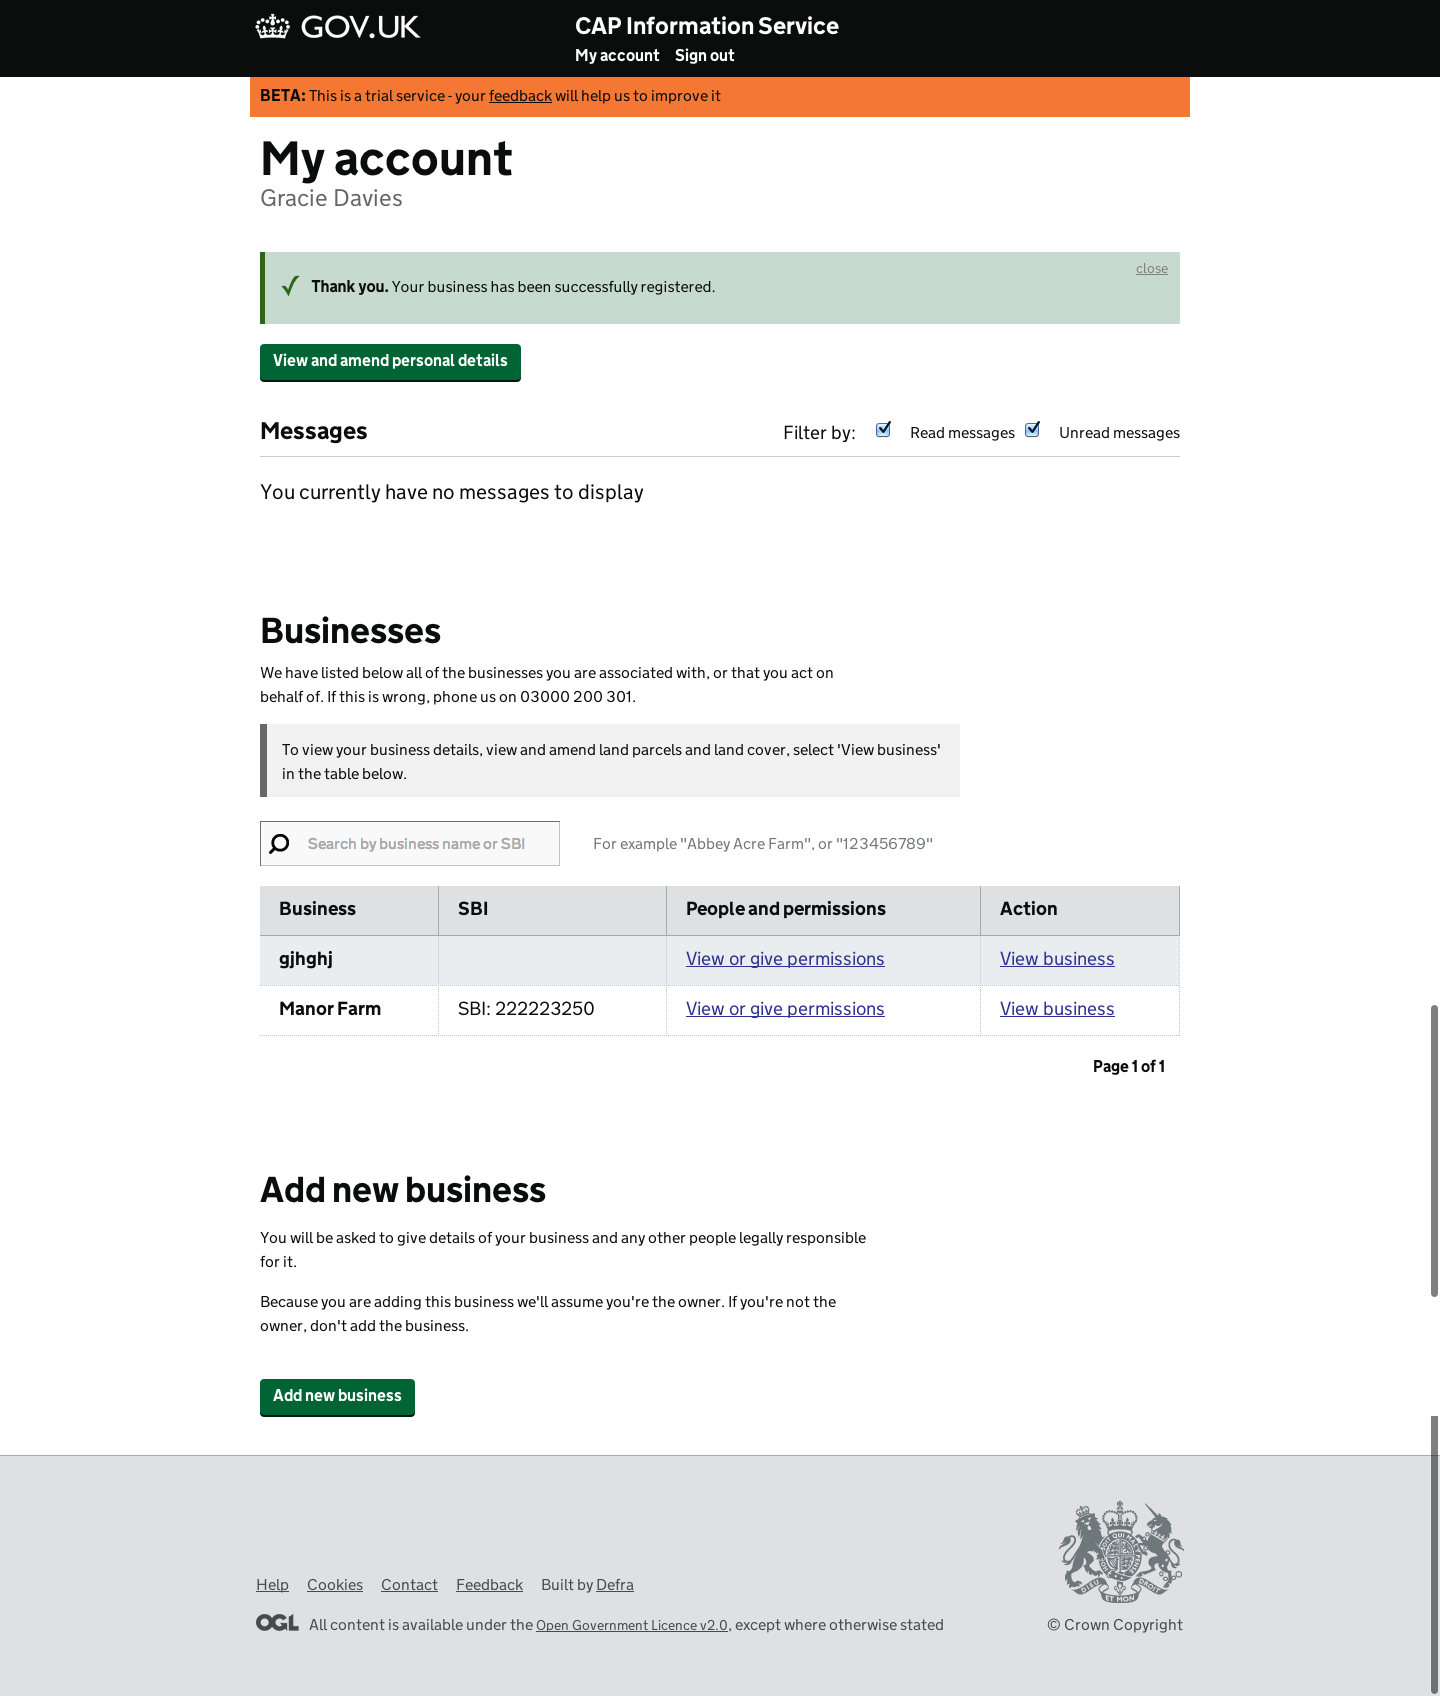 GOV.UK
CAP Information Service
My account Sign out
BETA: This is a trial service - your feedback will help us to improve it
My account
Gracie Davies
close
Thank you. Your business has been successfully registered.
View and amend personal details
Messages
Filter by: Read messages Unread messages
You currently have no messages to display
Businesses
We have listed below all of the businesses you are associated with, or that you act on
behalf of. If this is wrong, phone us on 03000 200 301.
To view your business details, view and amend land parcels and land cover, select 'View business'
in the table below.
Search by business name or SBI
For example "Abbey Acre Farm", or "123456789"
Business SBI People and permissions Action
gjhghj View or give permissions View business
Manor Farm SBI: 222223250 View or give permissions View business
Page 1 of 1
Add new business
You will be asked to give details of your business and any other people legally responsible
for it.
Because you are adding this business we'll assume you're the owner. If you're not the
owner, don't add the business.
Add new business
Help Cookies Contact Feedback Built by Defra
OGL All content is available under the Open Government Licence v2.0, except where otherwise stated
DIEU ET MON DROIT
© Crown Copyright